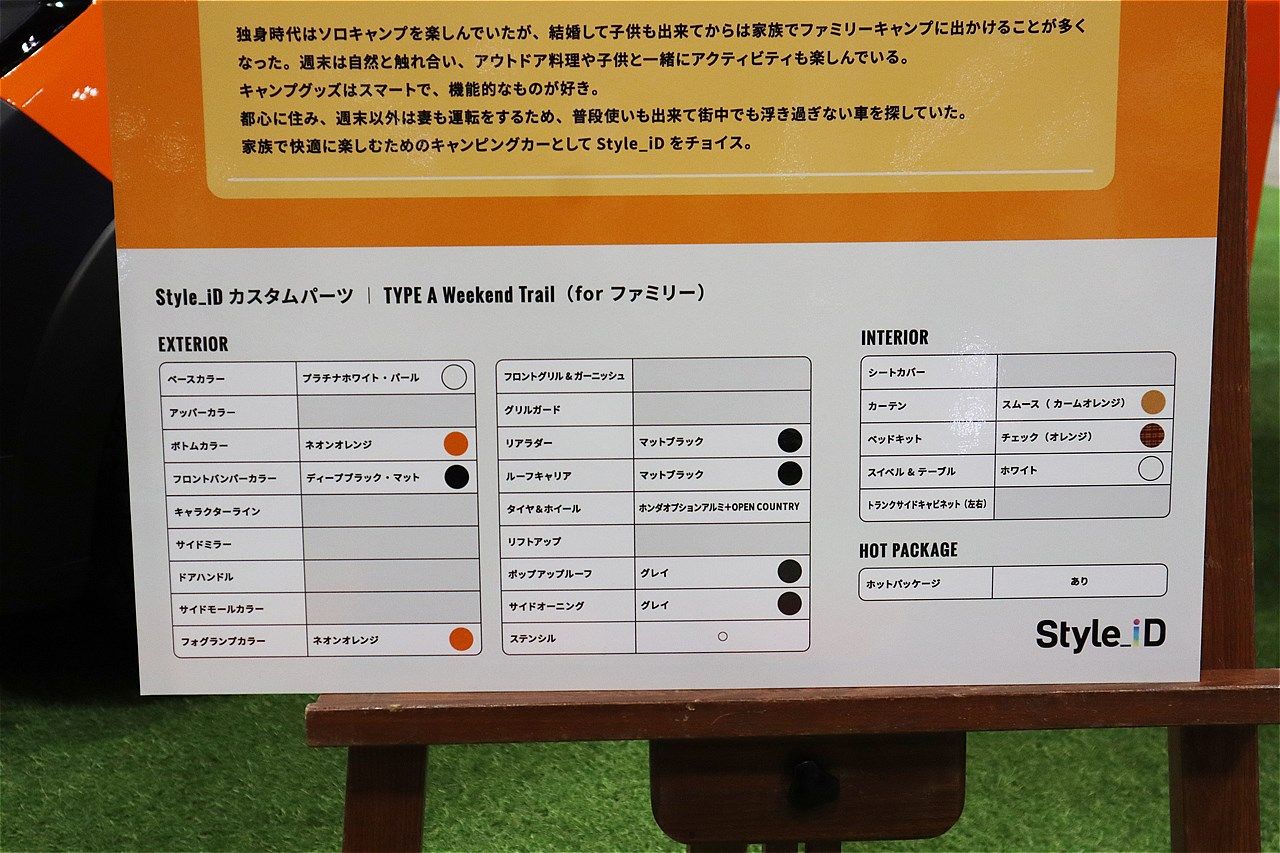 独身時代はソロキャンプを楽しんでいたが、結婚して子供も出来てからは家族でファミリーキャンプに出かけることが多く
なった。週末は自然と触れ合い、アウトドア料理や子供と一緒にアクティビティも楽しんでいる。
キャンプグッズはスマートで、機能的なものが好き。
都心に住み、週末以外は妻も運転をするため、普段使いも出来て街中でも浮き過ぎない車を探していた。
家族で快適に楽しむためのキャンピングカーとして Style_iD をチョイス。
Style_iD カスタムパーツ | TYPE A Weekend Trail（for ファミリー）
EXTERIOR
ベースカラー プラチナホワイト・パール
アッパーカラー
ボトムカラー ネオンオレンジ
フロントバンパーカラー ディープブラック・マット
キャラクターライン
サイドミラー
ドアハンドル
サイドモールカラー
フォグランプカラー ネオンオレンジ
フロントグリル＆ガーニッシュ
グリルガード
リアラダー マットブラック
ルーフキャリア マットブラック
タイヤ＆ホイール ホンダオプションアルミ＋OPEN COUNTRY
リフトアップ
ポップアップルーフ グレイ
サイドオーニング グレイ
ステンシル ○
INTERIOR
シートカバー
カーテン スムース（カームオレンジ）
ベッドキット チェック（オレンジ）
スイベル ＆ テーブル ホワイト
トランクサイドキャビネット（左右）
HOT PACKAGE
ホットパッケージ あり
Style_iD